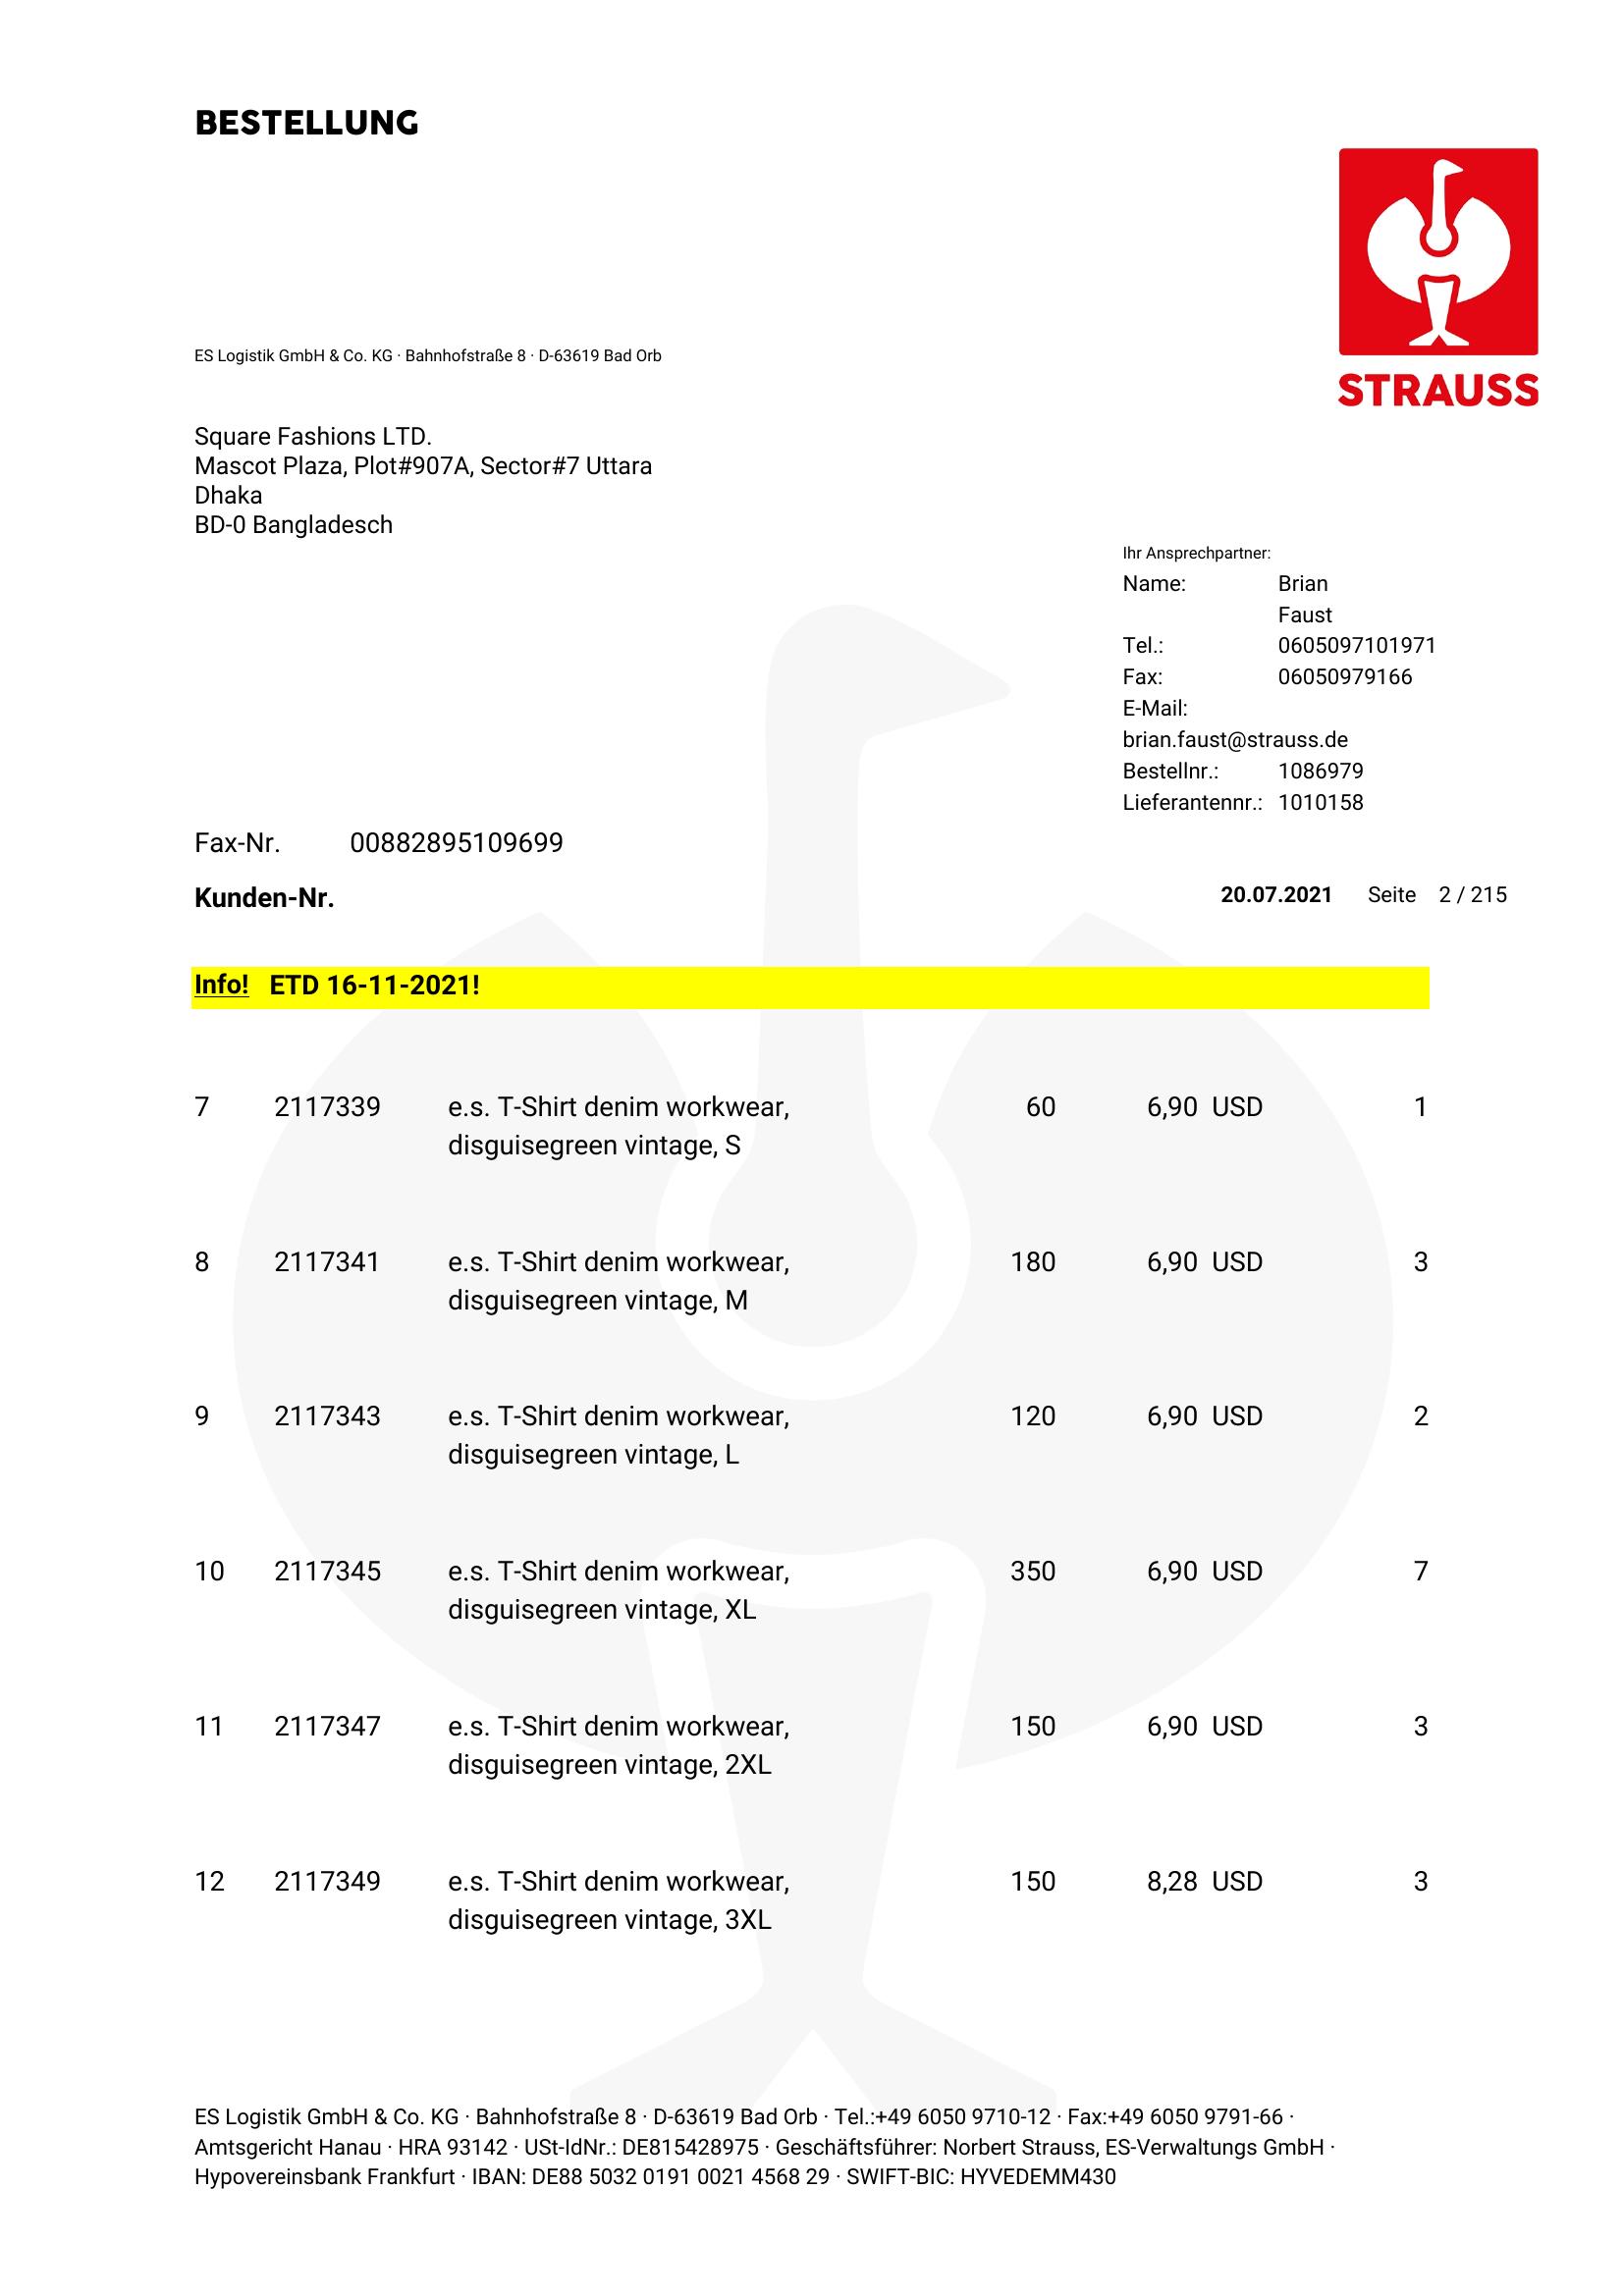 BESTELLUNG
STRAUSS
ES Logistik GmbH & Co. KG · Bahnhofstraße 8 · D-63619 Bad Orb
Square Fashions LTD.
Mascot Plaza, Plot#907A, Sector#7 Uttara
Dhaka
BD-0 Bangladesch
Ihr Ansprechpartner:
Name: Brian
Faust
Tel.: 0605097101971
Fax: 06050979166
E-Mail:
brian.faust@strauss.de
Bestellnr.: 1086979
Lieferantennr.: 1010158
Fax-Nr. 00882895109699
Kunden-Nr. 20.07.2021 Seite 2 / 215
Info! ETD 16-11-2021!
7 2117339 e.s. T-Shirt denim workwear, 60 6,90 USD 1
disguisegreen vintage, S
8 2117341 e.s. T-Shirt denim workwear, 180 6,90 USD 3
disguisegreen vintage, M
9 2117343 e.s. T-Shirt denim workwear, 120 6,90 USD 2
disguisegreen vintage, L
10 2117345 e.s. T-Shirt denim workwear, 350 6,90 USD 7
disguisegreen vintage, XL
11 2117347 e.s. T-Shirt denim workwear, 150 6,90 USD 3
disguisegreen vintage, 2XL
12 2117349 e.s. T-Shirt denim workwear, 150 8,28 USD 3
disguisegreen vintage, 3XL
ES Logistik GmbH & Co. KG · Bahnhofstraße 8 · D-63619 Bad Orb · Tel.:+49 6050 9710-12 · Fax:+49 6050 9791-66 ·
Amtsgericht Hanau · HRA 93142 · USt-IdNr.: DE815428975 · Geschäftsführer: Norbert Strauss, ES-Verwaltungs GmbH ·
Hypovereinsbank Frankfurt · IBAN: DE88 5032 0191 0021 4568 29 · SWIFT-BIC: HYVEDEMM430